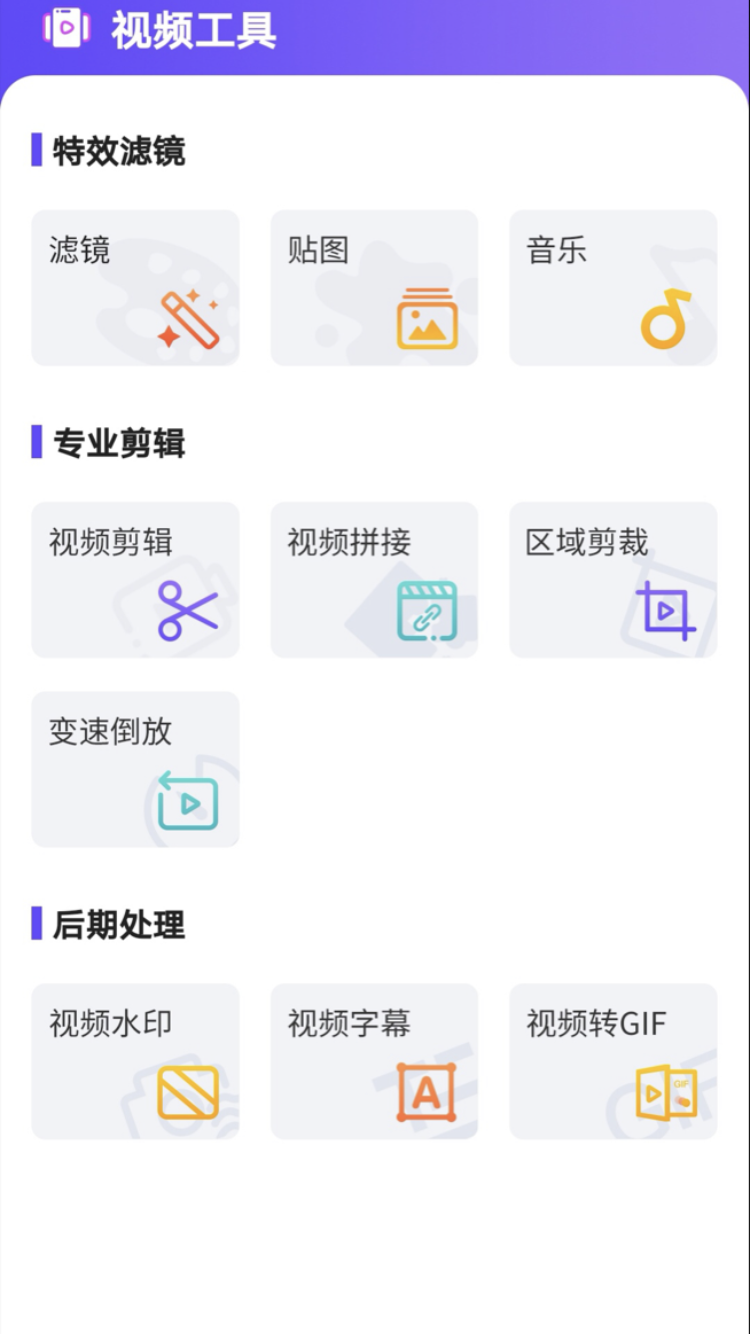 视频工具
特效滤镜
滤镜
贴图
音乐
专业剪辑
视频剪辑
视频拼接
区域剪裁
变速倒放
后期处理
视频水印
视频字幕
视频转GIF
A
GIF